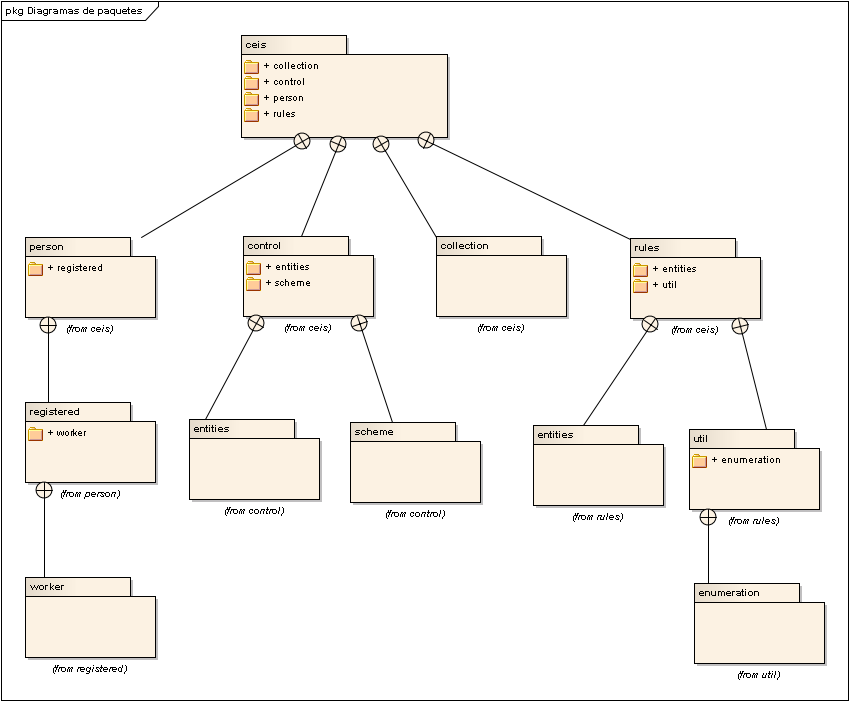 pkg Diagramas de paquetes
ceis
+ collection
+ control
+ person
+ rules
person
+ registered
(from ceis)
control
+ entities
+ scheme
(from ceis)
collection
(from ceis)
rules
+ entities
+ util
(from ceis)
registered
+ worker
(from person)
entities
(from control)
scheme
(from control)
entities
(from rules)
util
+ enumeration
(from rules)
worker
(from registered)
enumeration
(from util)